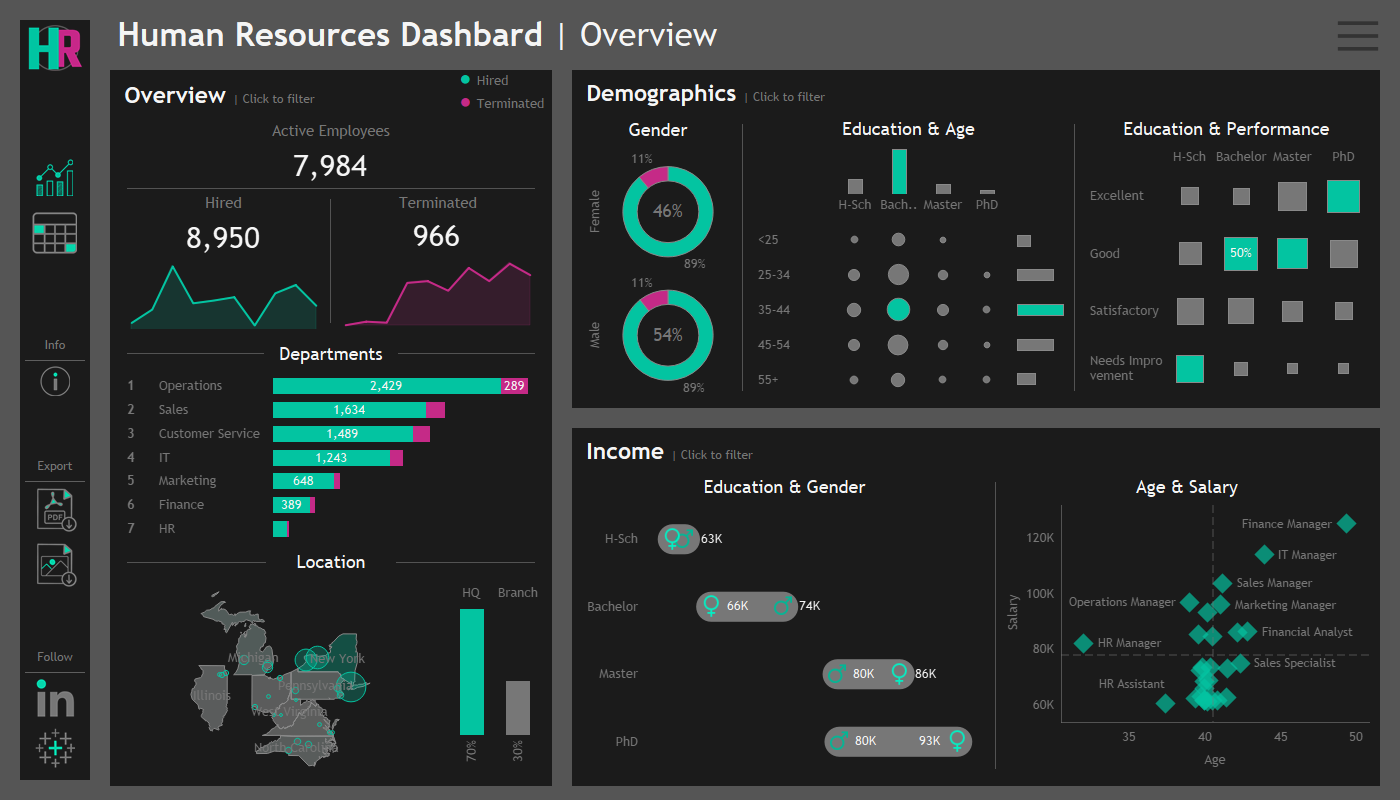 HR
Human Resources Dashbard | Overview
Info
Export
PDF
Follow
in
Overview | Click to filter
Hired
Terminated
Active Employees
7,984
Hired
8,950
Terminated
966
Departments
1 Operations 2,429 289
2 Sales 1,634
3 Customer Service 1,489
4 IT 1,243
5 Marketing 648
6 Finance 389
7 HR
Location
Michigan
New York
Illinois
Pennsylvania
West Virginia
North Carolina
HQ Branch
70% 30%
Demographics | Click to filter
Gender
Female
11%
46%
89%
Male
11%
54%
89%
Education & Age
H-Sch Bach.. Master PhD
<25
25-34
35-44
45-54
55+
Education & Performance
H-Sch Bachelor Master PhD
Excellent
Good 50%
Satisfactory
Needs Impro
vement
Income | Click to filter
Education & Gender
H-Sch 63K
Bachelor 66K 74K
Master 80K 86K
PhD 80K 93K
Age & Salary
Salary
120K
100K
80K
60K
Finance Manager
IT Manager
Sales Manager
Operations Manager
Marketing Manager
Financial Analyst
HR Manager
Sales Specialist
HR Assistant
35 40 45 50
Age